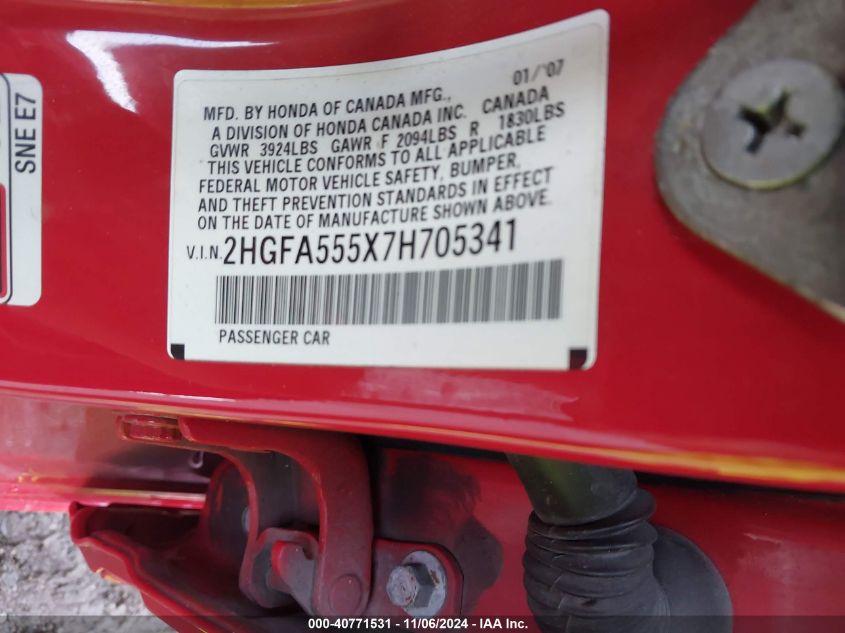 SNE E7
01/'07
MFD. BY HONDA OF CANADA MFG.,
A DIVISION OF HONDA CANADA INC. CANADA
GVWR 3924LBS GAWR F 2094LBS R 1830LBS
THIS VEHICLE CONFORMS TO ALL APPLICABLE
FEDERAL MOTOR VEHICLE SAFETY, BUMPER,
AND THEFT PREVENTION STANDARDS IN EFFECT
ON THE DATE OF MANUFACTURE SHOWN ABOVE.
V.I.N. 2HGFA555X7H705341
PASSENGER CAR
000-40771531 - 11/06/2024 - IAA Inc.